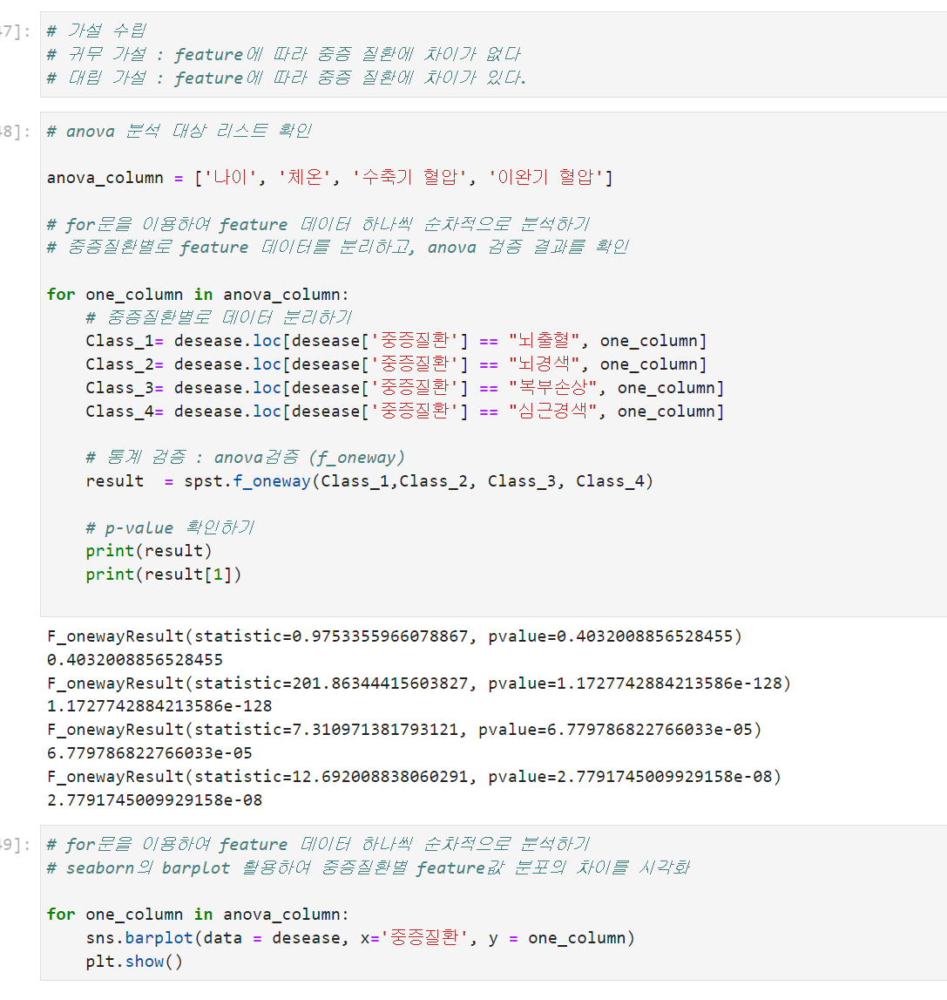 47]:
# 가설 수립
# 귀무 가설 : feature에 따라 중증 질환에 차이가 없다
# 대립 가설 : feature에 따라 중증 질환에 차이가 있다.
48]:
# anova 분석 대상 리스트 확인
anova_column = ['나이', '체온', '수축기 혈압', '이완기 혈압']
# for문을 이용하여 feature 데이터 하나씩 순차적으로 분석하기
# 중증질환별로 feature 데이터를 분리하고, anova 검증 결과를 확인
for one_column in anova_column:
# 중증질환별로 데이터 분리하기
Class_1= desease.loc[desease['중증질환'] == "뇌출혈", one_column]
Class_2= desease.loc[desease['중증질환'] == "뇌경색", one_column]
Class_3= desease.loc[desease['중증질환'] == "복부손상", one_column]
Class_4= desease.loc[desease['중증질환'] == "심근경색", one_column]
# 통계 검증 : anova검증 (f_oneway)
result  = spst.f_oneway(Class_1,Class_2, Class_3, Class_4)
# p-value 확인하기
print(result)
print(result[1])
F_onewayResult(statistic=0.9753355966078867, pvalue=0.4032008856528455)
0.4032008856528455
F_onewayResult(statistic=201.86344415603827, pvalue=1.1727742884213586e-128)
1.1727742884213586e-128
F_onewayResult(statistic=7.310971381793121, pvalue=6.779786822766033e-05)
6.779786822766033e-05
F_onewayResult(statistic=12.692008838060291, pvalue=2.7791745009929158e-08)
2.7791745009929158e-08
49]:
# for문을 이용하여 feature 데이터 하나씩 순차적으로 분석하기
# seaborn의 barplot 활용하여 중증질환별 feature값 분포의 차이를 시각화
for one_column in anova_column:
sns.barplot(data = desease, x='중증질환', y = one_column)
plt.show()